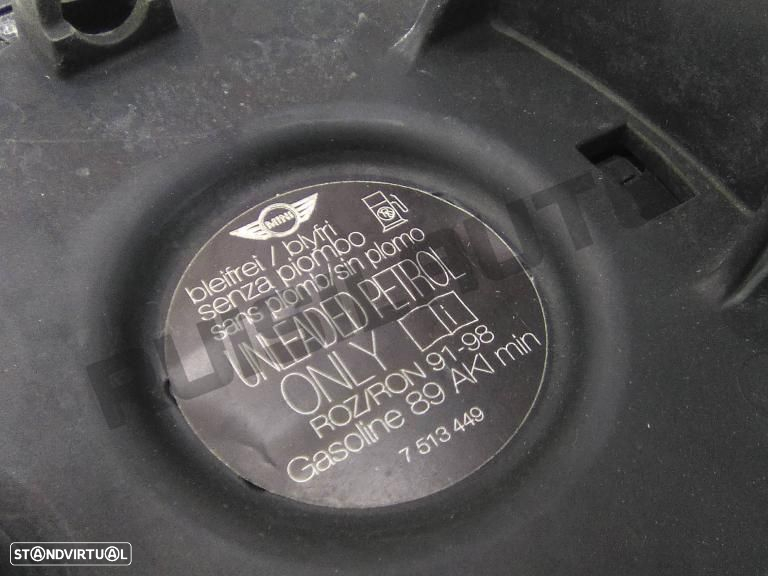 MINI
bleifrei / blyfri
senza piombo
sans plomb/sin plomo
UNLEADED PETROL
ONLY
ROZ/RON 91-98
Gasoline 89 AKI min
7 513 449
STANDVIRTUAL